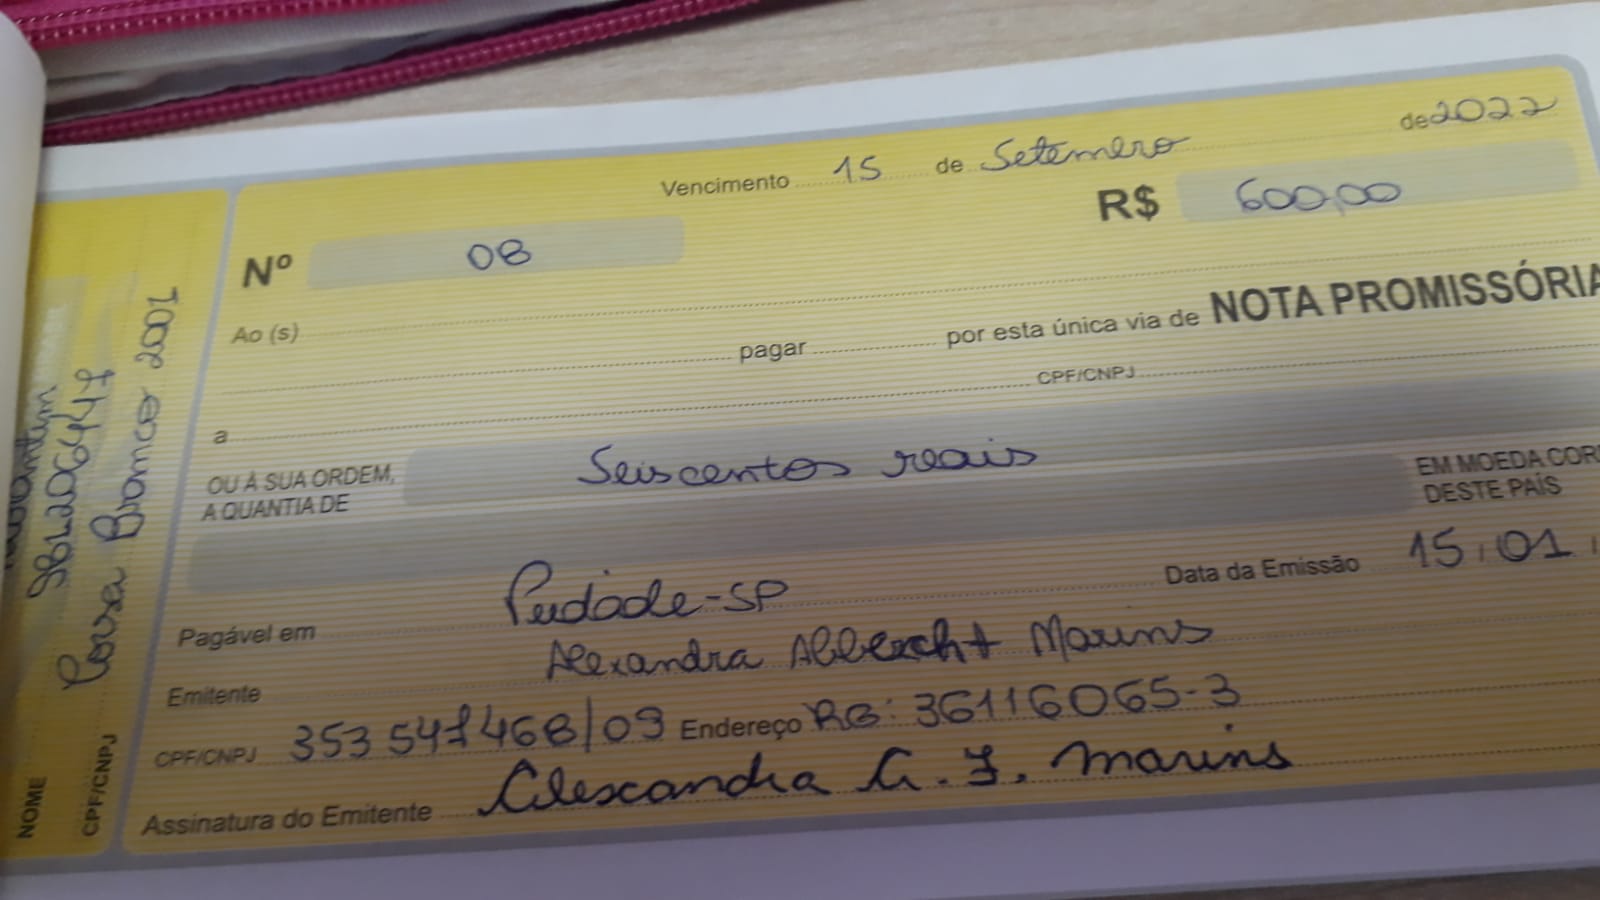 Vencimento 15 de Setembro de 2022
Nº 08 R$ 600,00
Ao (s)
pagar por esta única via de NOTA PROMISSÓRIA
a CPF/CNPJ
OU À SUA ORDEM, A QUANTIA DE Seiscentos reais EM MOEDA COR
DESTE PAÍS
Pagável em Piedade-SP Data da Emissão 15/01/
Emitente Alexandra Albbrecht Marins
CPF/CNPJ 353 547 468/09 Endereço RG: 36116065-3
Assinatura do Emitente Alexandra A. F. Marins
NOME
CPF/CNPJ
Branco 2001